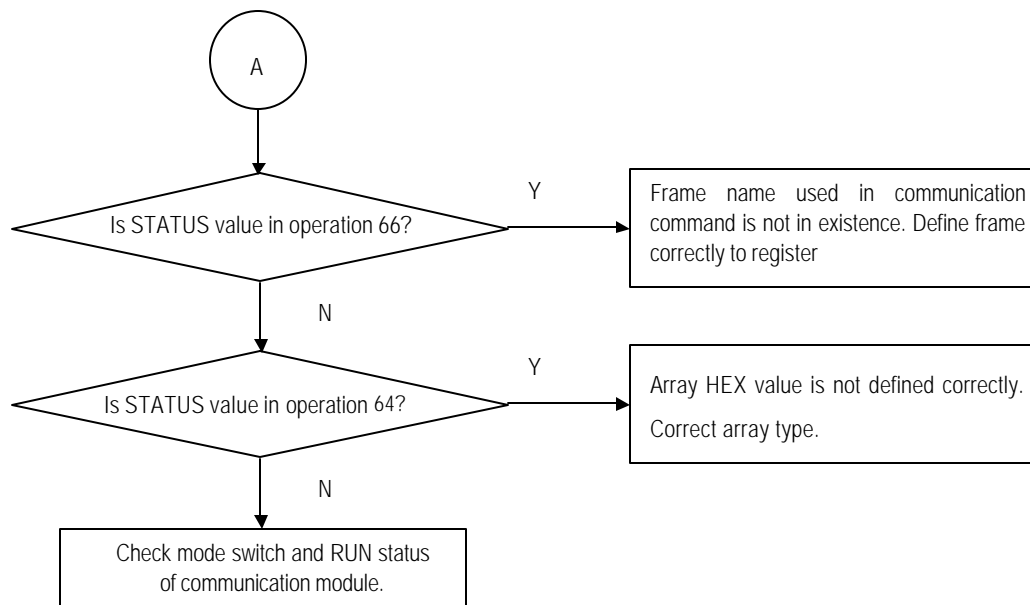 A
Is STATUS value in operation 66?
Y
Frame name used in communication
command is not in existence. Define frame
correctly to register
N
Is STATUS value in operation 64?
Y
Array HEX value is not defined correctly.
Correct array type.
N
Check mode switch and RUN status
of communication module.